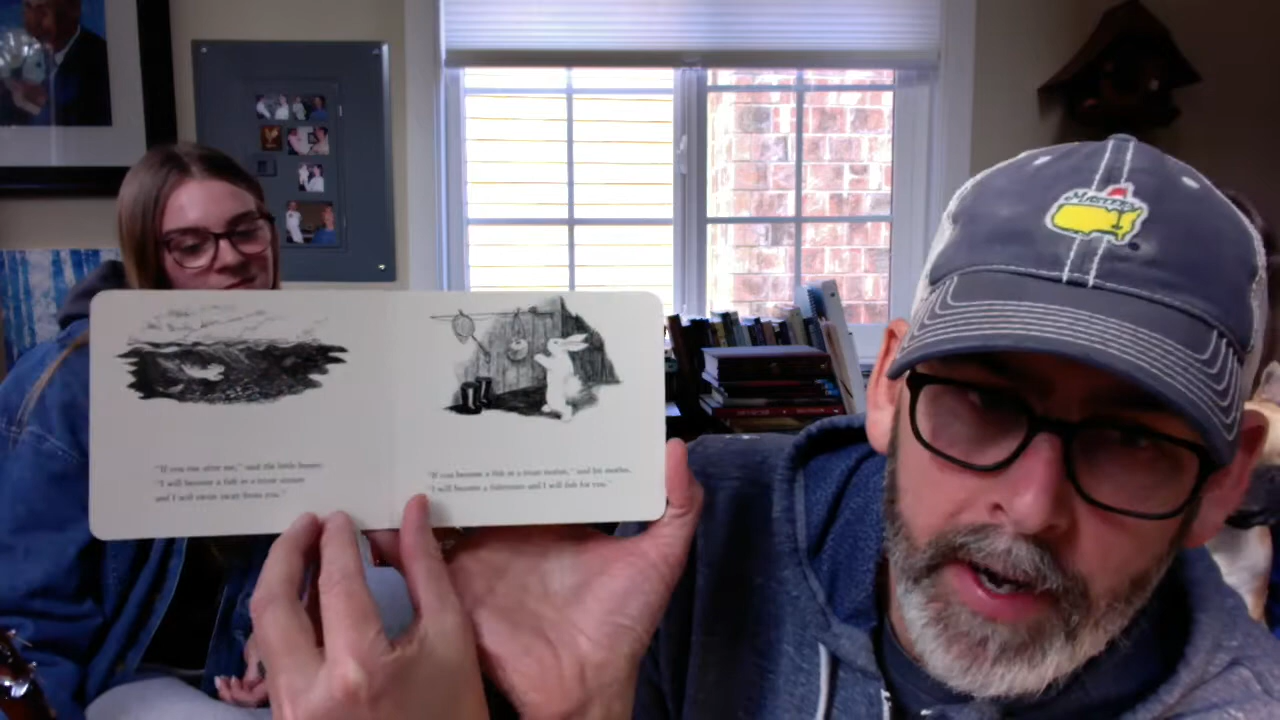 Masters
"If you run after me," said the little bunny,
"I will become a fish in a trout stream
and I will swim away from you."
"If you become a fish in a trout stream," said his mother,
"I will become a fisherman and I will fish for you."